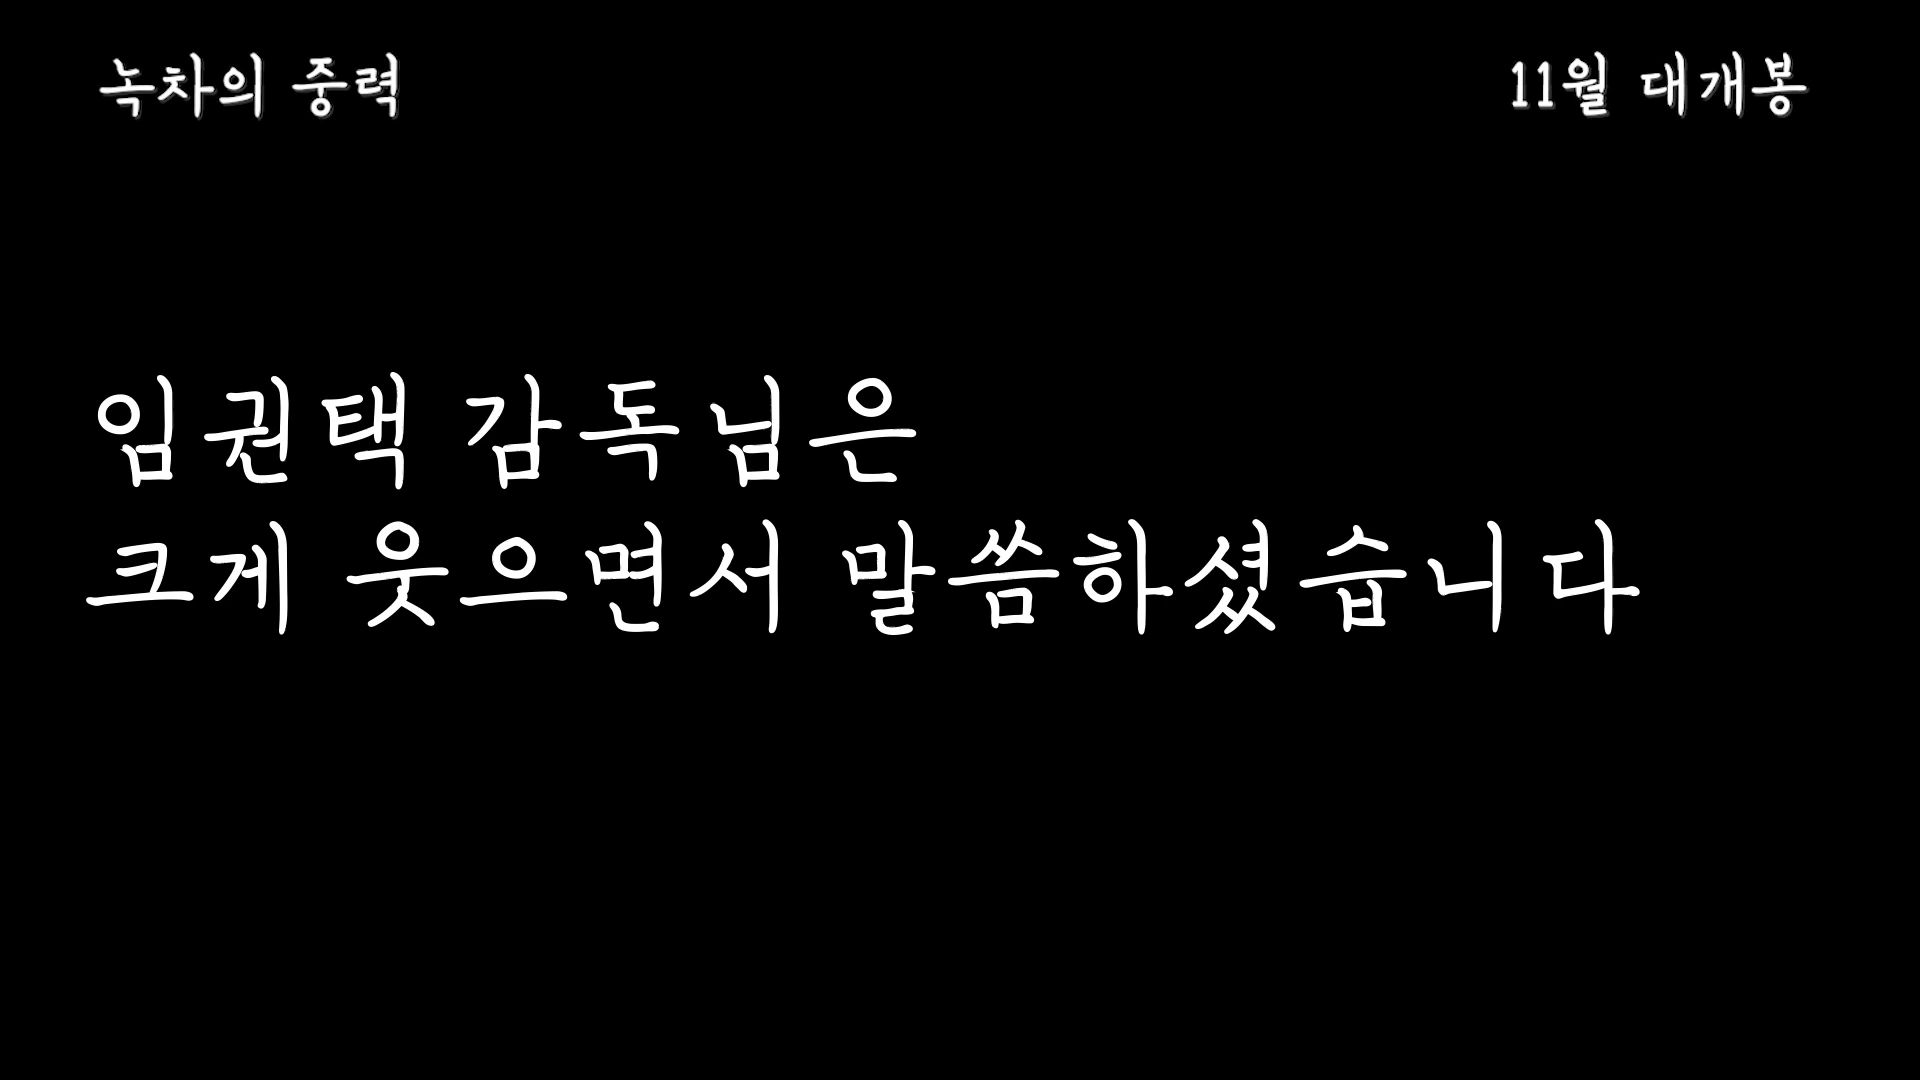 녹차의 중력
11월 대개봉
임권택 감독님은
크게 웃으면서 말씀하셨습니다